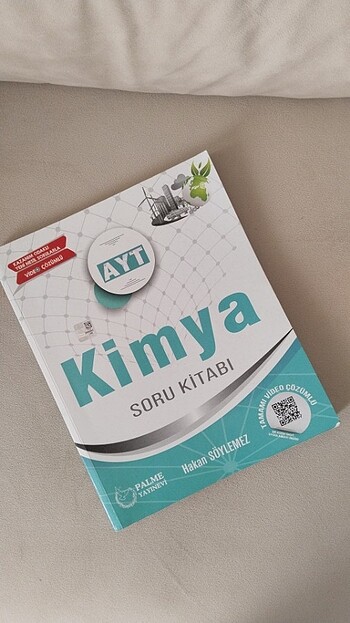 KAZANIM ODAKLI
YENİ NESİL SORULARLA
VİDEO ÇÖZÜMLÜ
AYT
Kimya
SORU KİTABI
TAMAMI VİDEO ÇÖZÜMLÜ
Hakan SÖYLEMEZ
PALME
YAYINEVİ